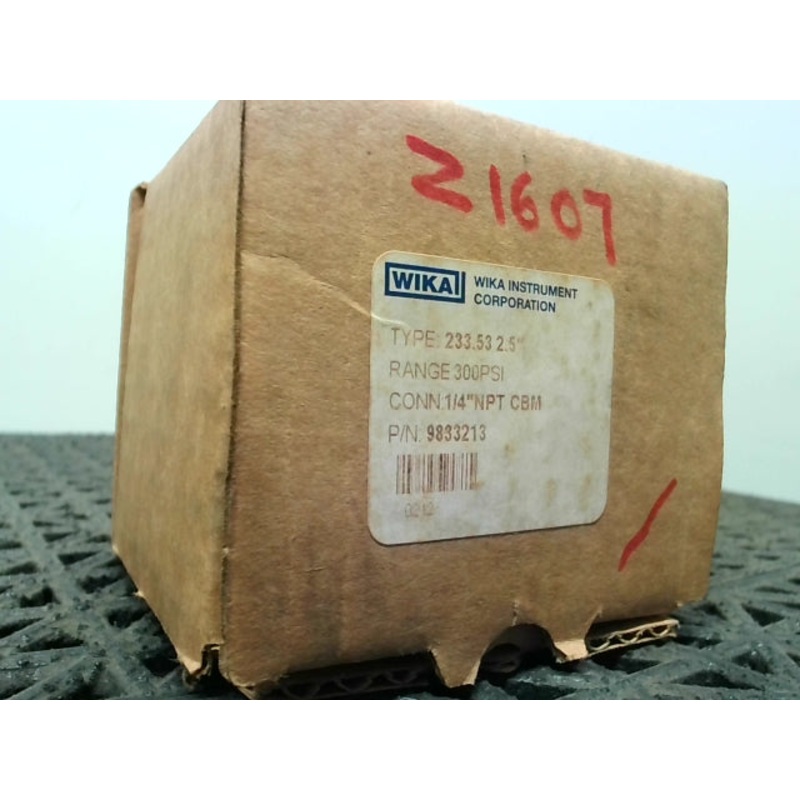 21607
WIKA
WIKA INSTRUMENT
CORPORATION
TYPE: 233.53 2.5"
RANGE 300PSI
CONN:1/4"NPT CBM
P/N: 9833213